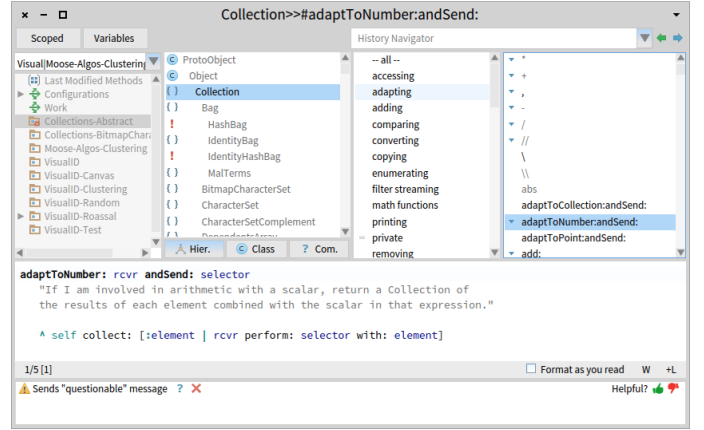 Collection>>#adaptToNumber:andSend:
Scoped
Variables
History Navigator
Visual|Moose-Algos-Clustering
Last Modified Methods
Configurations
Work
Collections-Abstract
Collections-BitmapChara
Moose-Algos-Clustering
VisualID
VisualID-Canvas
VisualID-Clustering
VisualID-Random
VisualID-Roassal
VisualID-Test
ProtoObject
Object
Collection
Bag
HashBag
IdentityBag
IdentityHashBag
MalTerms
BitmapCharacterSet
CharacterSet
CharacterSetComplement
DependentsArray
Hier.
Class
? Com.
-- all --
accessing
adapting
adding
comparing
converting
copying
enumerating
filter streaming
math functions
printing
private
removing
*
+
,
-
/
//
\
\\
abs
adaptToCollection:andSend:
adaptToNumber:andSend:
adaptToPoint:andSend:
add:
adaptToNumber: rcvr andSend: selector
"If I am involved in arithmetic with a scalar, return a Collection of
the results of each element combined with the scalar in that expression."
^ self collect: [:element | rcvr perform: selector with: element]
1/5 [1]
Format as you read
W
+L
Sends "questionable" message ?
Helpful?